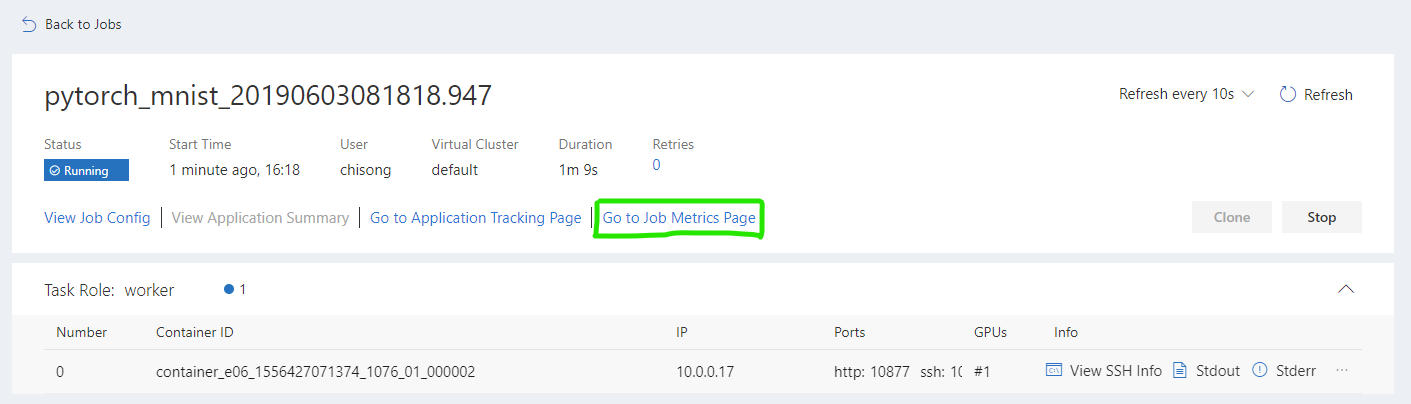 Back to Jobs
pytorch_mnist_20190603081818.947
Refresh every 10s Refresh
Status Start Time User Virtual Cluster Duration Retries
Running 1 minute ago, 16:18 chisong default 1m 9s 0
View Job Config View Application Summary Go to Application Tracking Page Go to Job Metrics Page Clone Stop
Task Role: worker 1
Number Container ID IP Ports GPUs Info
0 container_e06_1556427071374_1076_01_000002 10.0.0.17 http: 10877 ssh: 10 #1 View SSH Info Stdout Stderr ...